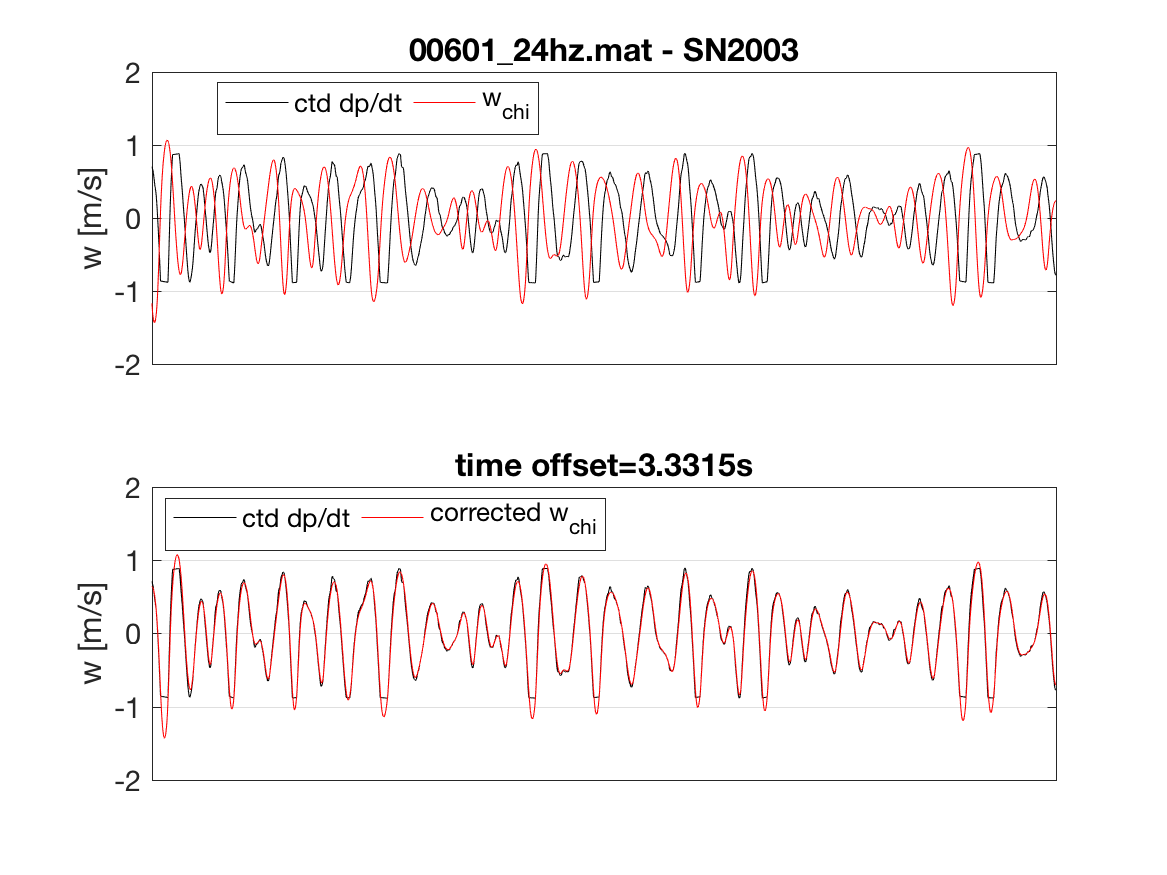 00601_24hz.mat - SN2003
ctd dp/dt w_chi
2
1
0
-1
-2
w [m/s]
time offset=3.3315s
ctd dp/dt corrected w_chi
2
1
0
-1
-2
w [m/s]